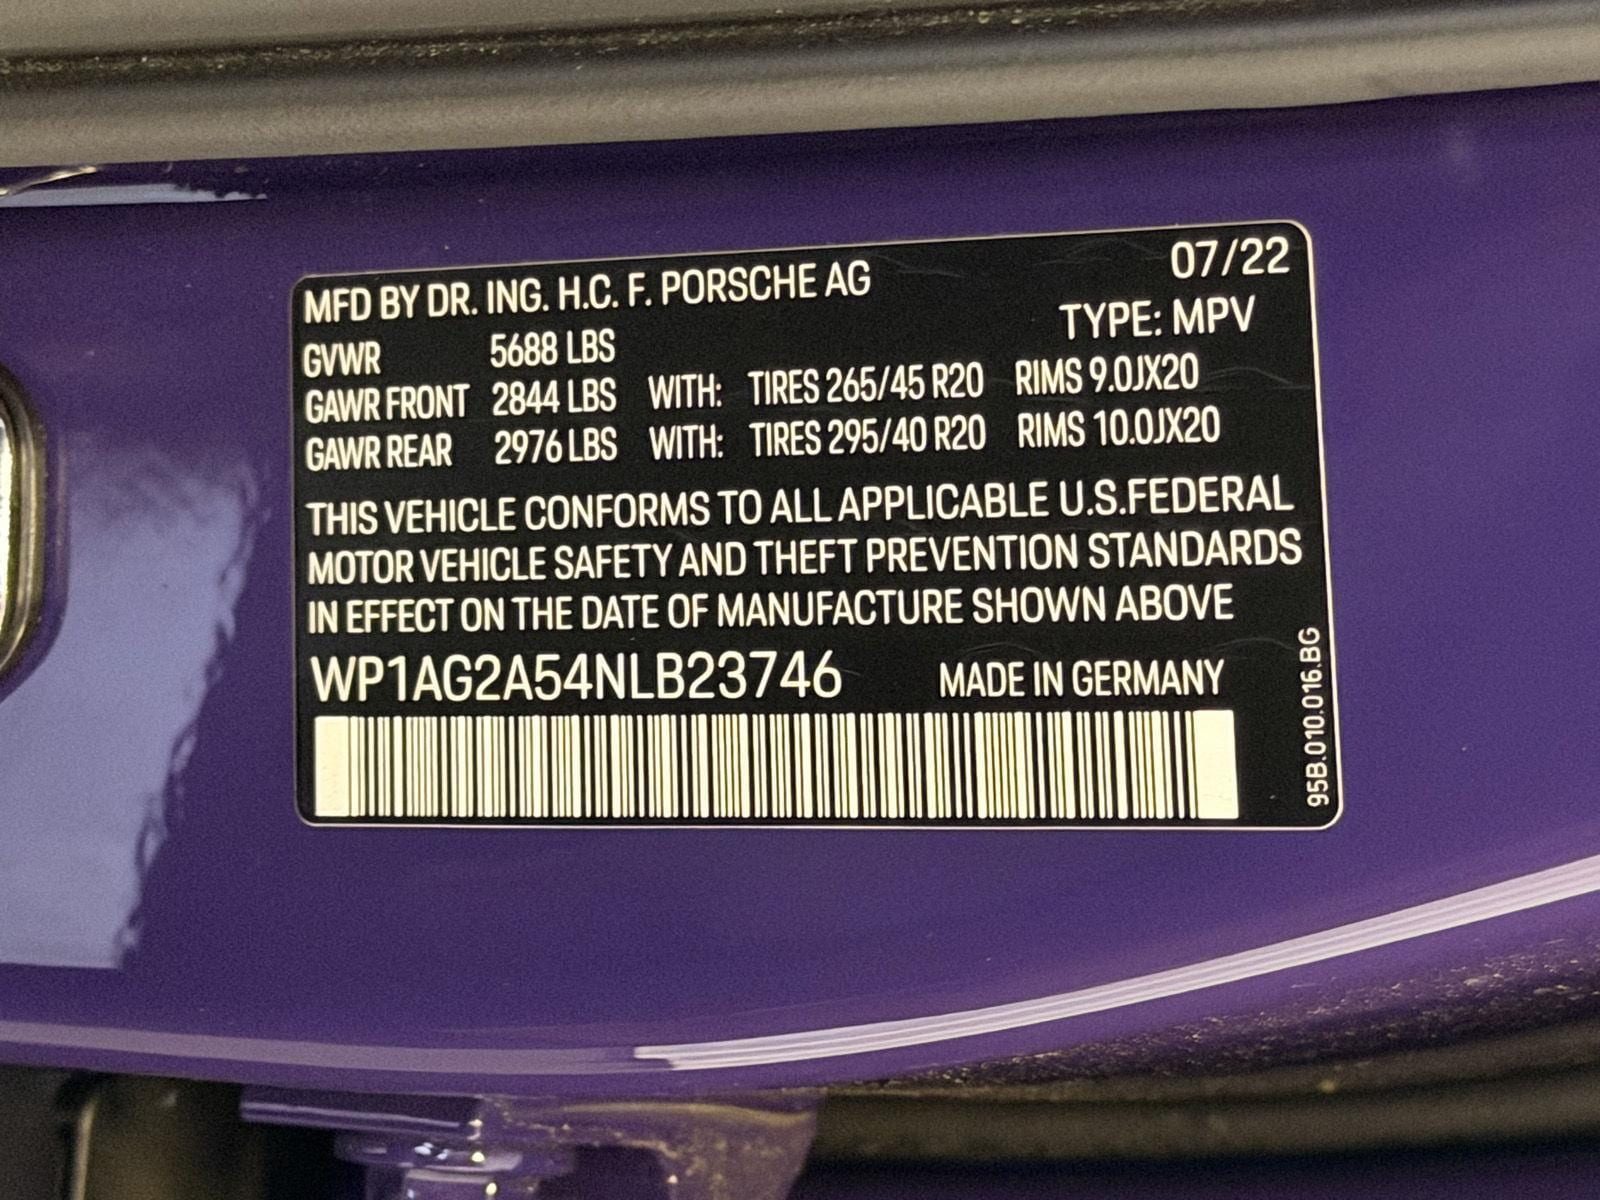 MFD BY DR. ING. H.C. F. PORSCHE AG 07/22
GVWR 5688 LBS TYPE: MPV
GAWR FRONT 2844 LBS WITH: TIRES 265/45 R20 RIMS 9.0JX20
GAWR REAR 2976 LBS WITH: TIRES 295/40 R20 RIMS 10.0JX20
THIS VEHICLE CONFORMS TO ALL APPLICABLE U.S.FEDERAL
MOTOR VEHICLE SAFETY AND THEFT PREVENTION STANDARDS
IN EFFECT ON THE DATE OF MANUFACTURE SHOWN ABOVE
WP1AG2A54NLB23746 MADE IN GERMANY
95B.010.016.BG